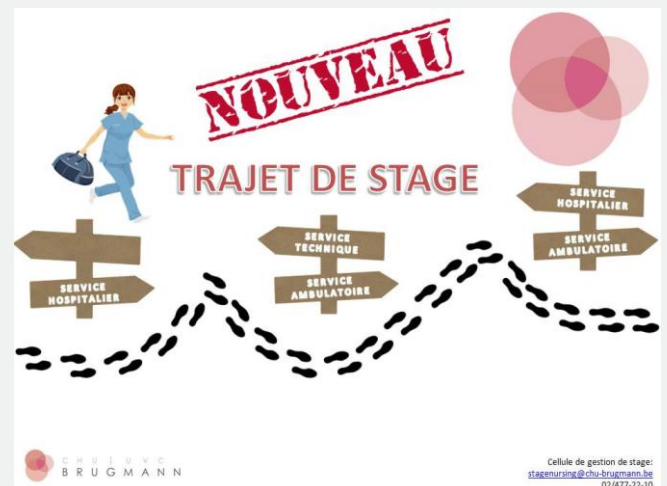 NOUVEAU
TRAJET DE STAGE
SERVICE
HOSPITALIER
SERVICE
TECHNIQUE
SERVICE
AMBULATOIRE
SERVICE
HOSPITALIER
SERVICE
AMBULATOIRE
CHU | UVC
BRUGMANN
Cellule de gestion de stage:
stagenursing@chu-brugmann.be
02/477-22-10